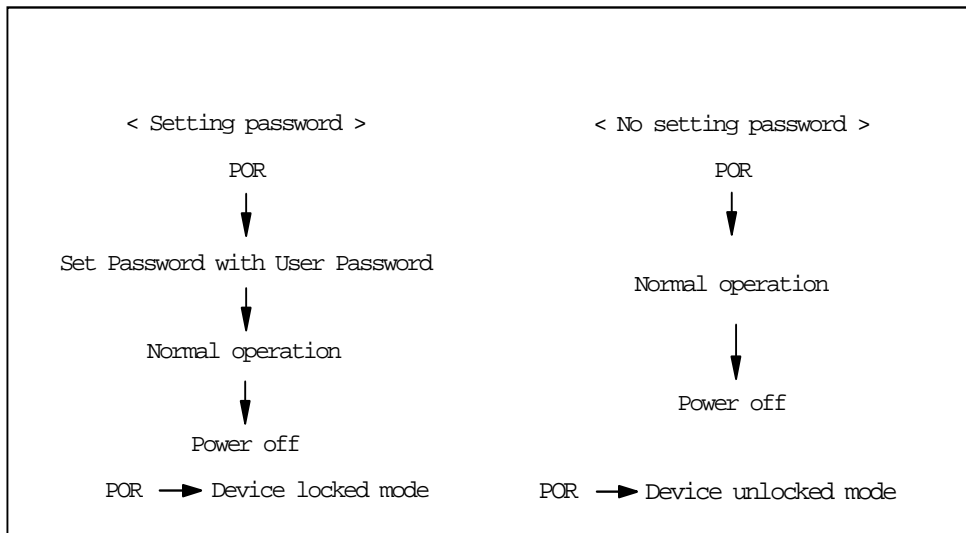 < Setting password >
POR
Set Password with User Password
Normal operation
Power off
POR → Device locked mode
< No setting password >
POR
Normal operation
Power off
POR → Device unlocked mode